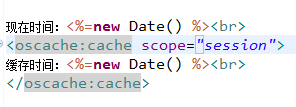 现在时间：<%=new Date() %><br>
<oscache:cache scope="session">
缓存时间：<%=new Date() %><br>
</oscache:cache>